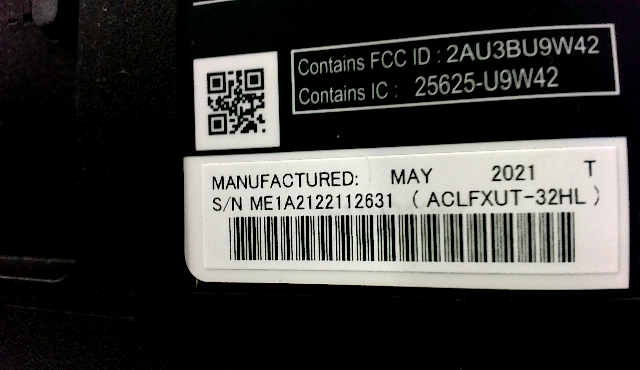 Contains FCC ID : 2AU3BU9W42
Contains IC : 25625-U9W42
MANUFACTURED: MAY 2021 T
S/N ME1A2122112631 ( ACLFXUT-32HL )